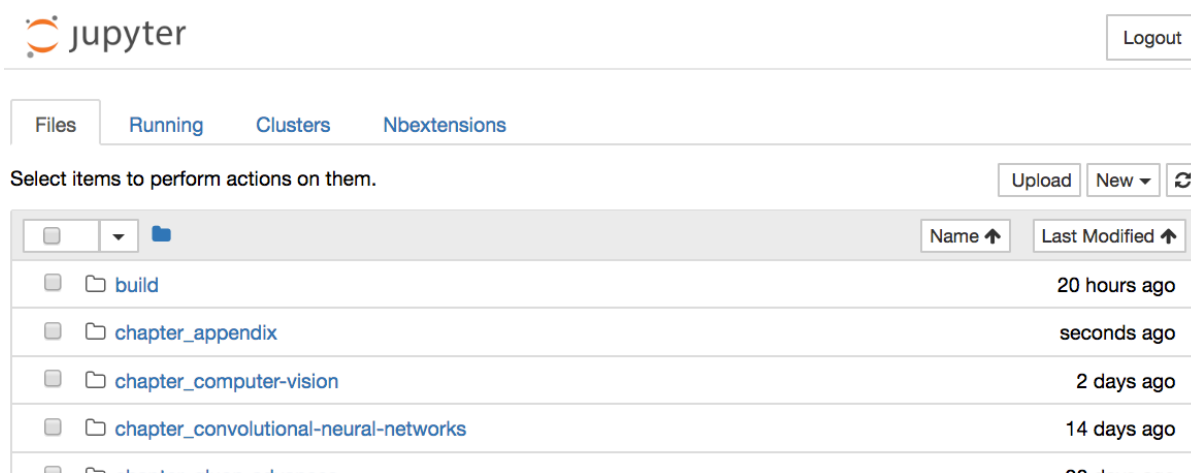 jupyter
Logout
Files Running Clusters Nbextensions
Select items to perform actions on them.
Upload New
Name Last Modified
build 20 hours ago
chapter_appendix seconds ago
chapter_computer-vision 2 days ago
chapter_convolutional-neural-networks 14 days ago